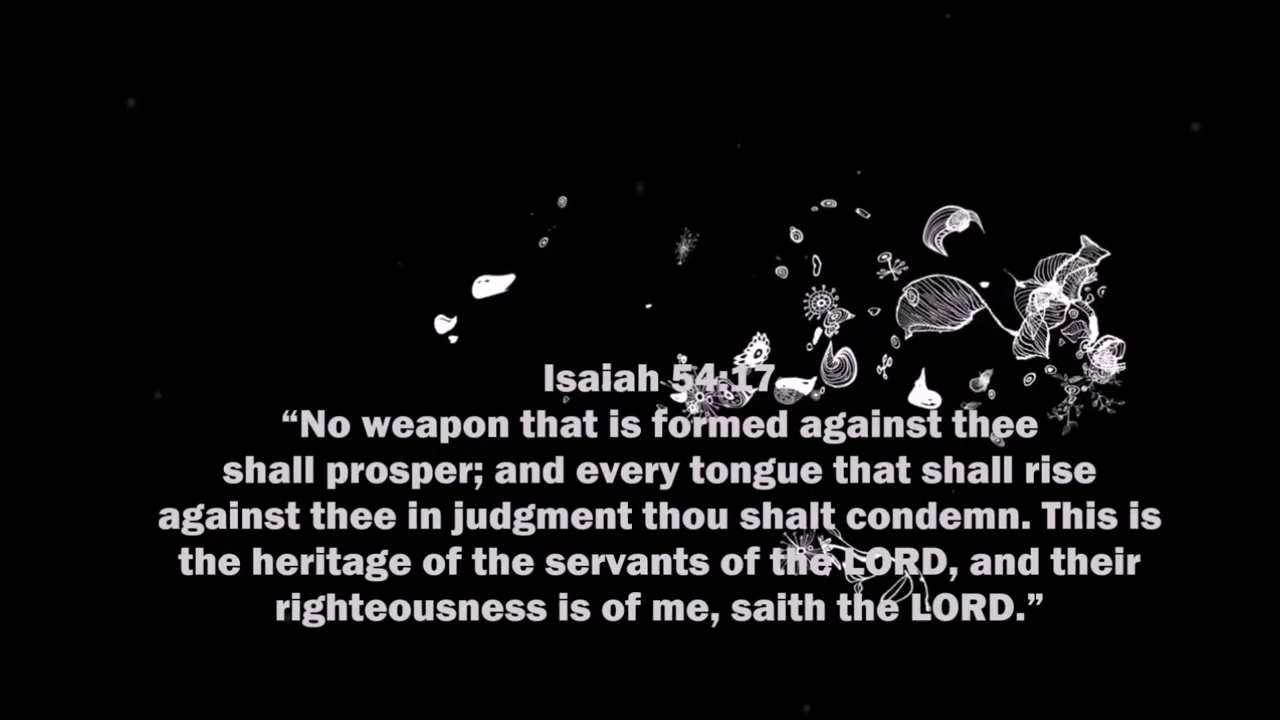 Isaiah 54:17
“No weapon that is formed against thee
shall prosper; and every tongue that shall rise
against thee in judgment thou shalt condemn. This is
the heritage of the servants of the LORD, and their
righteousness is of me, saith the LORD.”